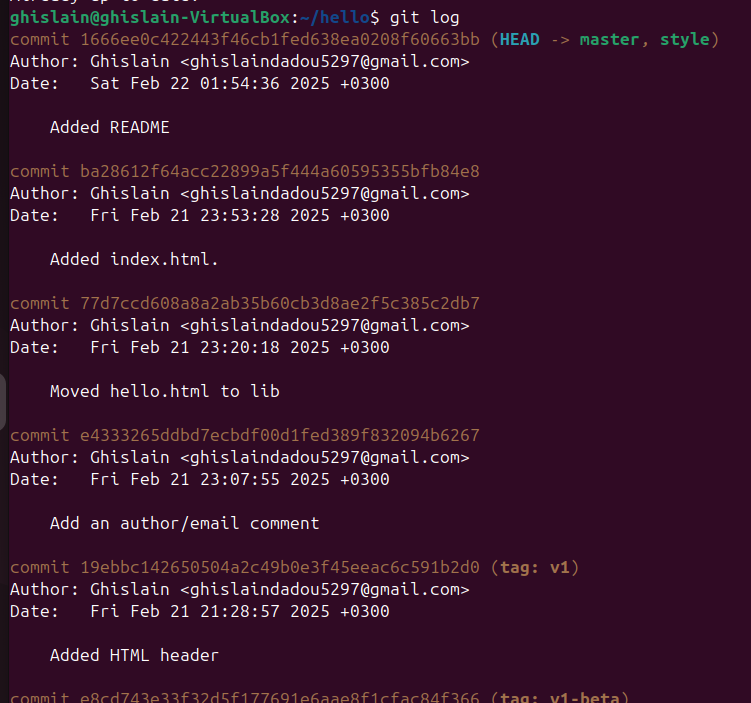 ghislain@ghislain-VirtualBox:~/hello$ git log
commit 1666ee0c422443f46cb1fed638ea0208f60663bb (HEAD -> master, style)
Author: Ghislain <ghislaindadou5297@gmail.com>
Date:   Sat Feb 22 01:54:36 2025 +0300
    Added README
commit ba28612f64acc22899a5f444a60595355bfb84e8
Author: Ghislain <ghislaindadou5297@gmail.com>
Date:   Fri Feb 21 23:53:28 2025 +0300
    Added index.html.
commit 77d7ccd608a8a2ab35b60cb3d8ae2f5c385c2db7
Author: Ghislain <ghislaindadou5297@gmail.com>
Date:   Fri Feb 21 23:20:18 2025 +0300
    Moved hello.html to lib
commit e4333265ddbd7ecbdf00d1fed389f832094b6267
Author: Ghislain <ghislaindadou5297@gmail.com>
Date:   Fri Feb 21 23:07:55 2025 +0300
    Add an author/email comment
commit 19ebbc142650504a2c49b0e3f45eeac6c591b2d0 (tag: v1)
Author: Ghislain <ghislaindadou5297@gmail.com>
Date:   Fri Feb 21 21:28:57 2025 +0300
    Added HTML header
commit e8cd743e33f32d5f177691e6aae8f1cfac84f366 (tag: v1-beta)